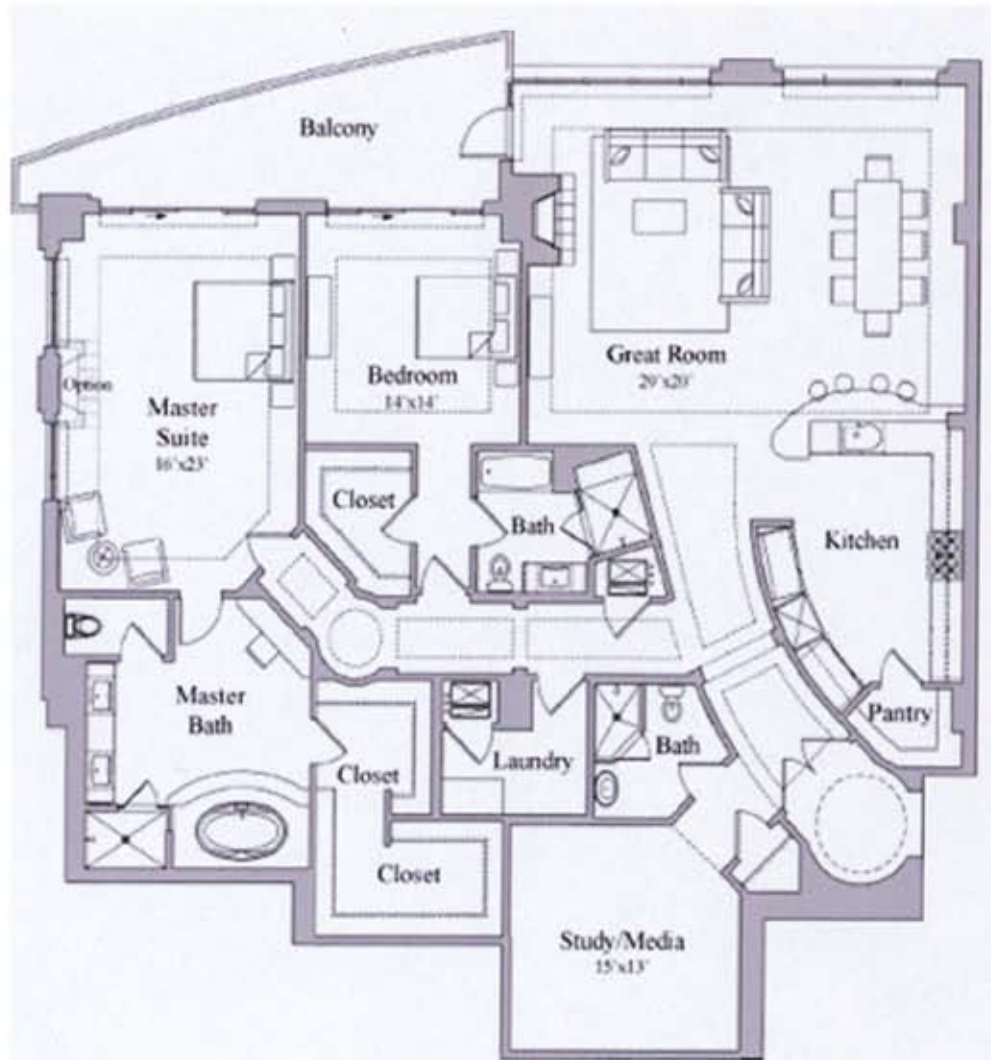 Balcony
Great Room
29'x20'
Bedroom
14'x14'
Option
Master
Suite
16'x23'
Closet
Bath
Kitchen
Master
Bath
Pantry
Closet
Laundry
Bath
Closet
Study/Media
15'x13'